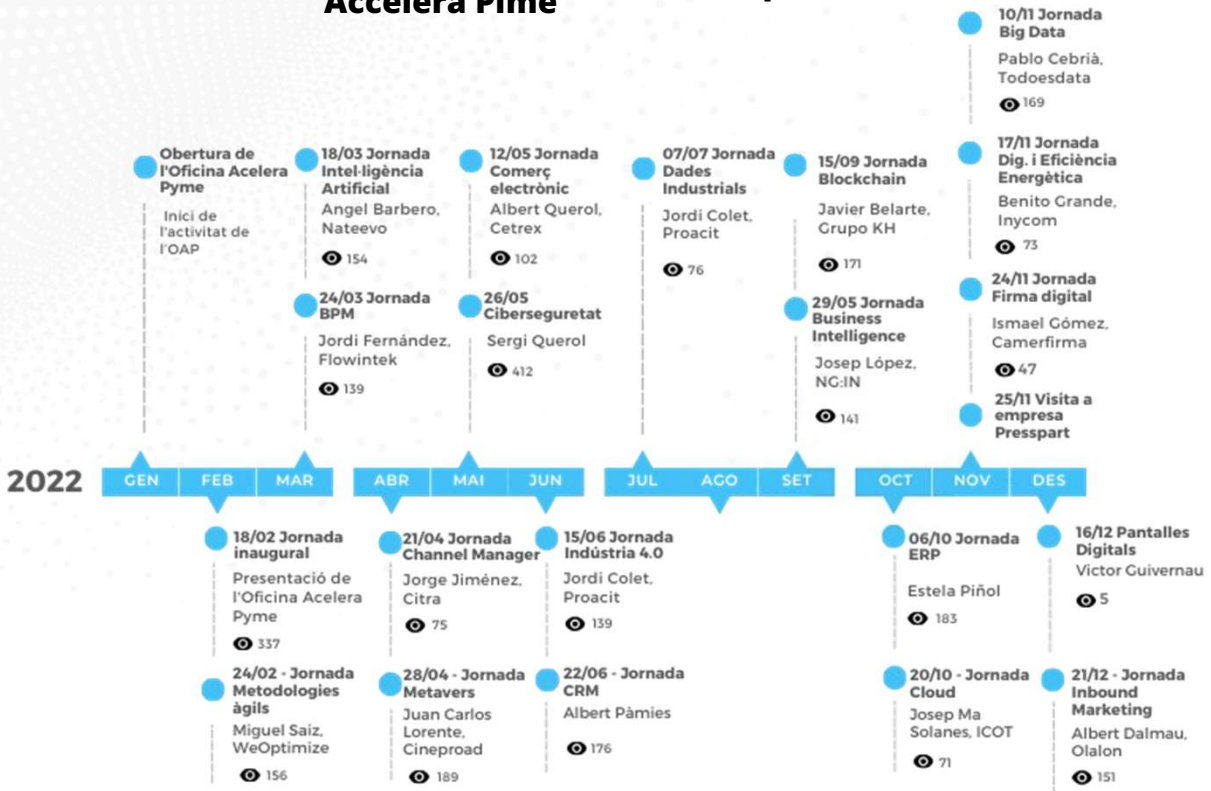 Accelera Pime
10/11 Jornada
Big Data
Pablo Cebrià,
Todoesdata
169
Obertura de
l'Oficina Acelera
Pyme
Inici de
l'activitat de
l'OAP
18/03 Jornada
Intel·ligència
Artificial
Angel Barbero,
Nateevo
154
24/03 Jornada
BPM
Jordi Fernández,
Flowintek
139
12/05 Jornada
Comerç
electrònic
Albert Querol,
Cetrex
102
26/05
Ciberseguretat
Sergi Querol
412
07/07 Jornada
Dades
Industrials
Jordi Colet,
Proacit
76
15/09 Jornada
Blockchain
Javier Belarte,
Grupo KH
171
29/05 Jornada
Business
Intelligence
Josep López,
NG:IN
141
17/11 Jornada
Dig. i Eficiència
Energètica
Benito Grande,
Inycom
73
24/11 Jornada
Firma digital
Ismael Gómez,
Camerfirma
47
25/11 Visita a
empresa
Presspart
2022 GEN FEB MAR ABR MAI JUN JUL AGO SET OCT NOV DES
18/02 Jornada
inaugural
Presentació de
l'Oficina Acelera
Pyme
337
24/02 - Jornada
Metodologies
àgils
Miguel Saiz,
WeOptimize
156
21/04 Jornada
Channel Manager
Jorge Jiménez,
Citra
75
28/04 - Jornada
Metavers
Juan Carlos
Lorente,
Cineproad
189
15/06 Jornada
Indústria 4.0
Jordi Colet,
Proacit
139
22/06 - Jornada
CRM
Albert Pàmies
176
06/10 Jornada
ERP
Estela Piñol
183
20/10 - Jornada
Cloud
Josep Ma
Solanes, ICOT
71
16/12 Pantalles
Digitals
Victor Guivernau
5
21/12 - Jornada
Inbound
Marketing
Albert Dalmau,
Olalon
151